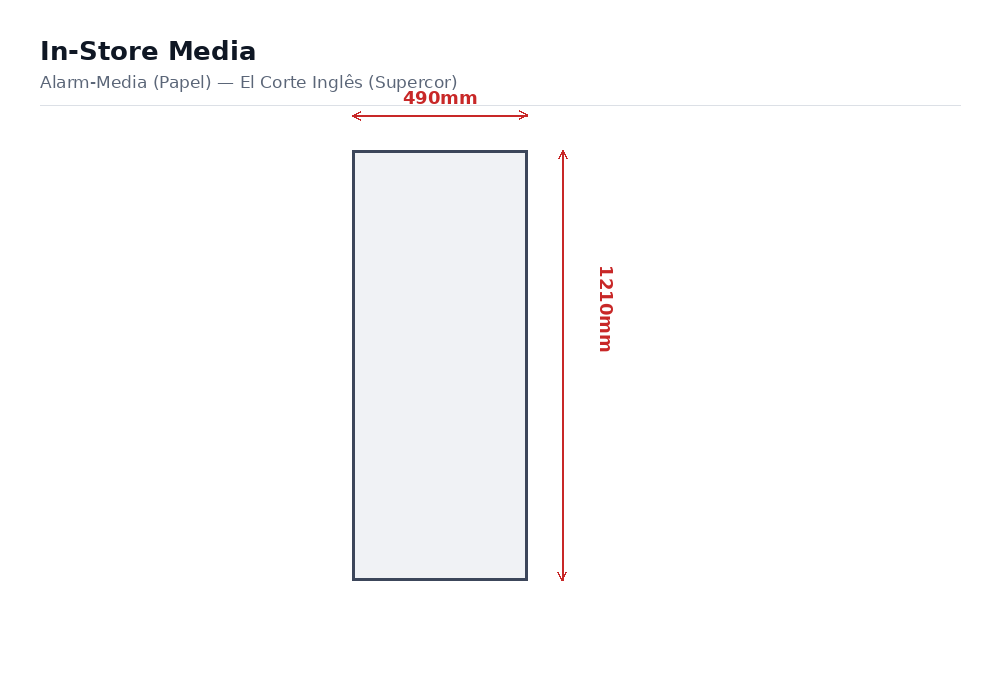 In-Store Media
Alarm-Media (Papel) — El Corte Inglês (Supercor)
490mm
1210mm